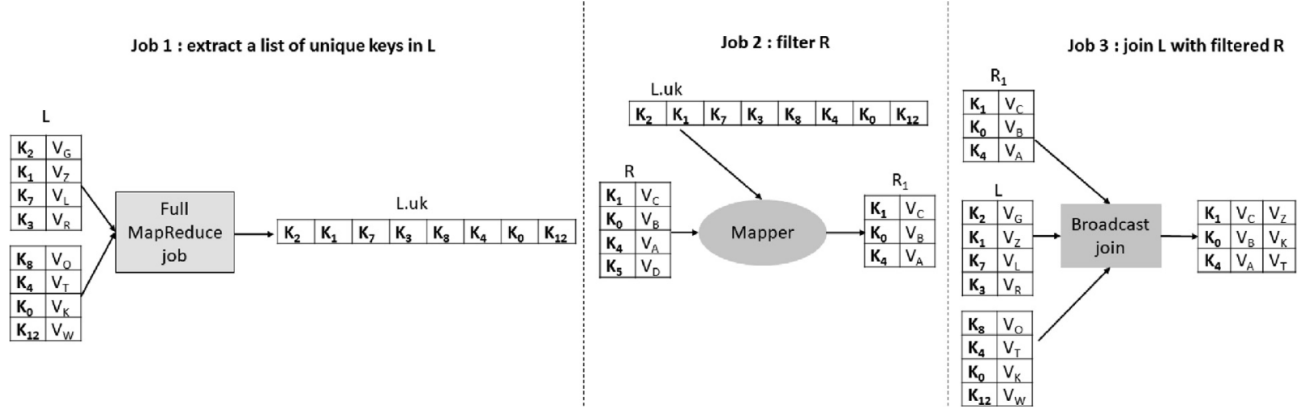 Job 1 : extract a list of unique keys in L
L
K2 VG
K1 VZ
K7 VL
K3 VR
K8 VO
K4 VT
K0 VK
K12 VW
Full
MapReduce
job
L.uk
K2 K1 K7 K3 K8 K4 K0 K12
Job 2 : filter R
L.uk
K2 K1 K7 K3 K8 K4 K0 K12
R
K1 VC
K0 VB
K4 VA
K5 VD
Mapper
R1
K1 VC
K0 VB
K4 VA
Job 3 : join L with filtered R
R1
K1 VC
K0 VB
K4 VA
L
K2 VG
K1 VZ
K7 VL
K3 VR
K8 VO
K4 VT
K0 VK
K12 VW
Broadcast
join
K1 VC VZ
K0 VB VK
K4 VA VT